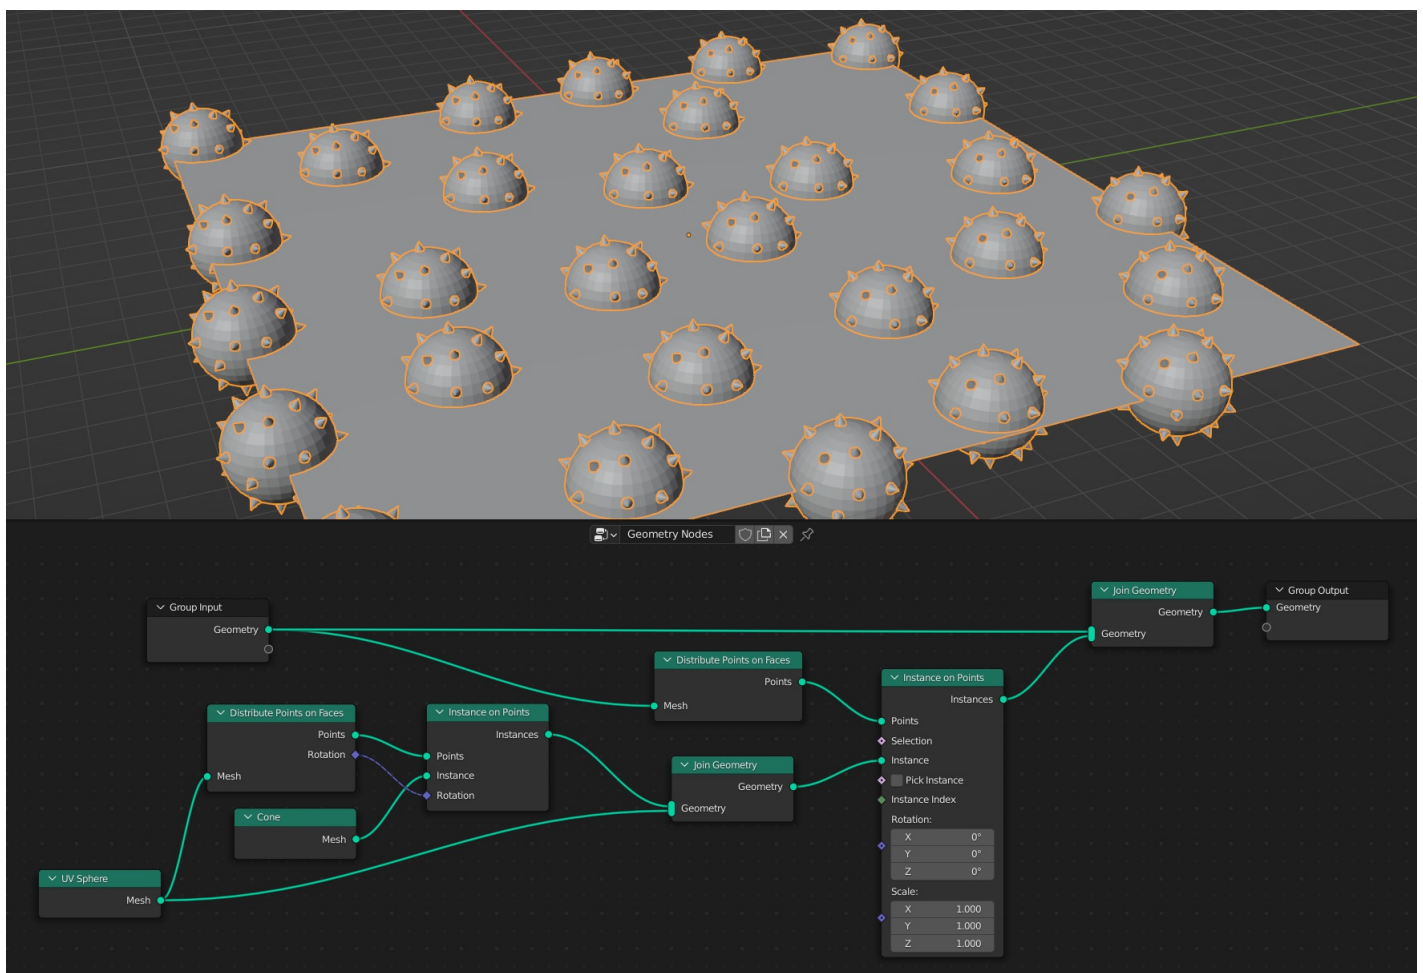 Geometry Nodes
Group Input
Geometry
Join Geometry
Geometry
Geometry
Group Output
Geometry
Distribute Points on Faces
Points
Mesh
Instance on Points
Instances
Points
Selection
Instance
Pick Instance
Instance Index
Rotation:
X 0°
Y 0°
Z 0°
Scale:
X 1.000
Y 1.000
Z 1.000
Distribute Points on Faces
Points
Rotation
Mesh
Instance on Points
Instances
Points
Instance
Rotation
Join Geometry
Geometry
Geometry
Cone
Mesh
UV Sphere
Mesh